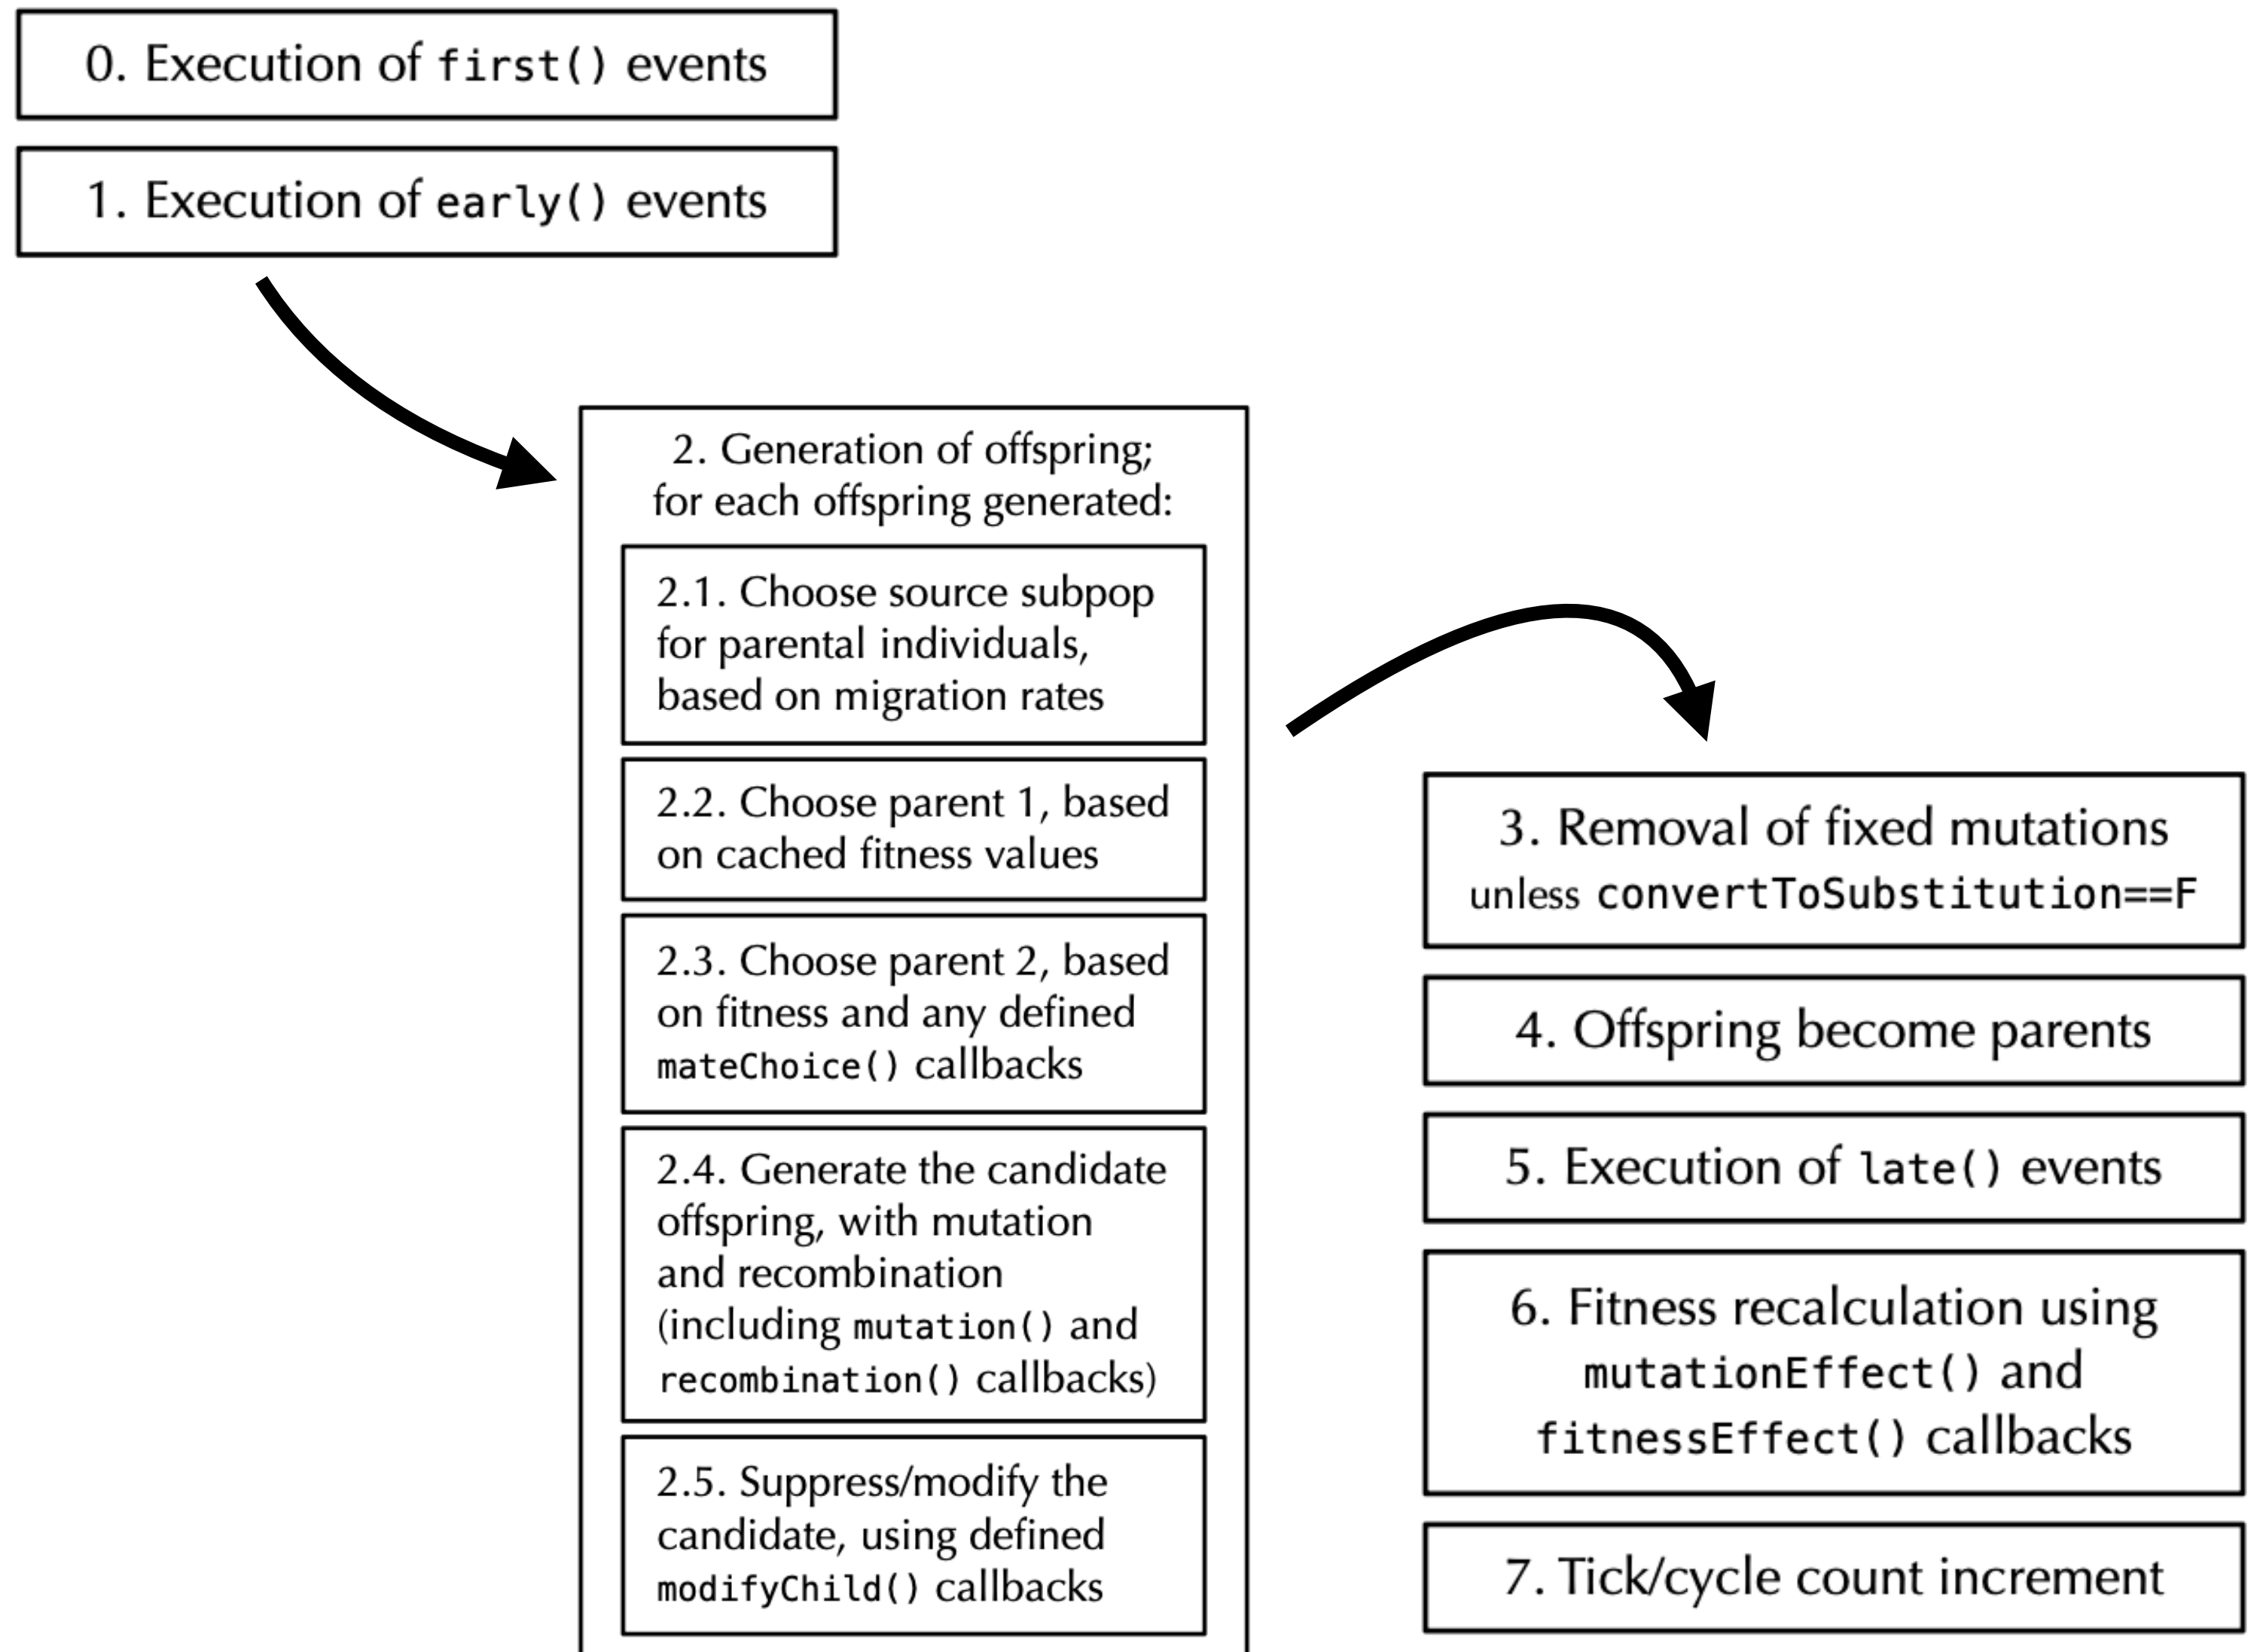 0. Execution of first() events
1. Execution of early() events
2. Generation of offspring;
for each offspring generated:
2.1. Choose source subpop
for parental individuals,
based on migration rates
2.2. Choose parent 1, based
on cached fitness values
2.3. Choose parent 2, based
on fitness and any defined
mateChoice() callbacks
2.4. Generate the candidate
offspring, with mutation
and recombination
(including mutation() and
recombination() callbacks)
2.5. Suppress/modify the
candidate, using defined
modifyChild() callbacks
3. Removal of fixed mutations
unless convertToSubstitution==F
4. Offspring become parents
5. Execution of late() events
6. Fitness recalculation using
mutationEffect() and
fitnessEffect() callbacks
7. Tick/cycle count increment